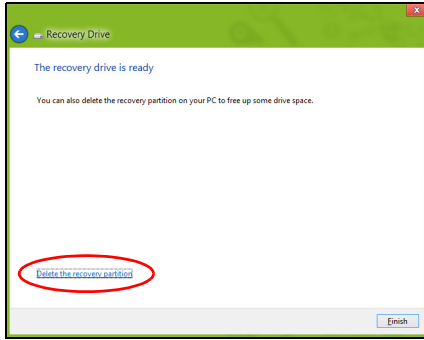 Recovery Drive
The recovery drive is ready
You can also delete the recovery partition on your PC to free up some drive space.
Delete the recovery partition
Finish